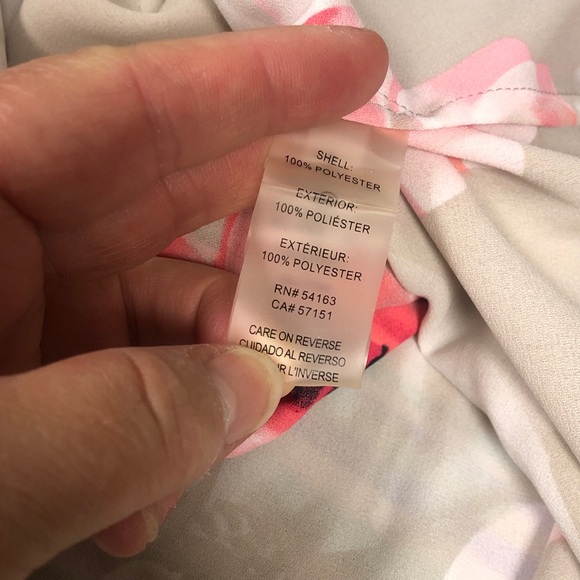 SHELL:
100% POLYESTER
EXTERIOR:
100% POLIÉSTER
EXTÉRIEUR:
100% POLYESTER
RN# 54163
CA# 57151
CARE ON REVERSE
CUIDADO AL REVERSO
L'INVERSE